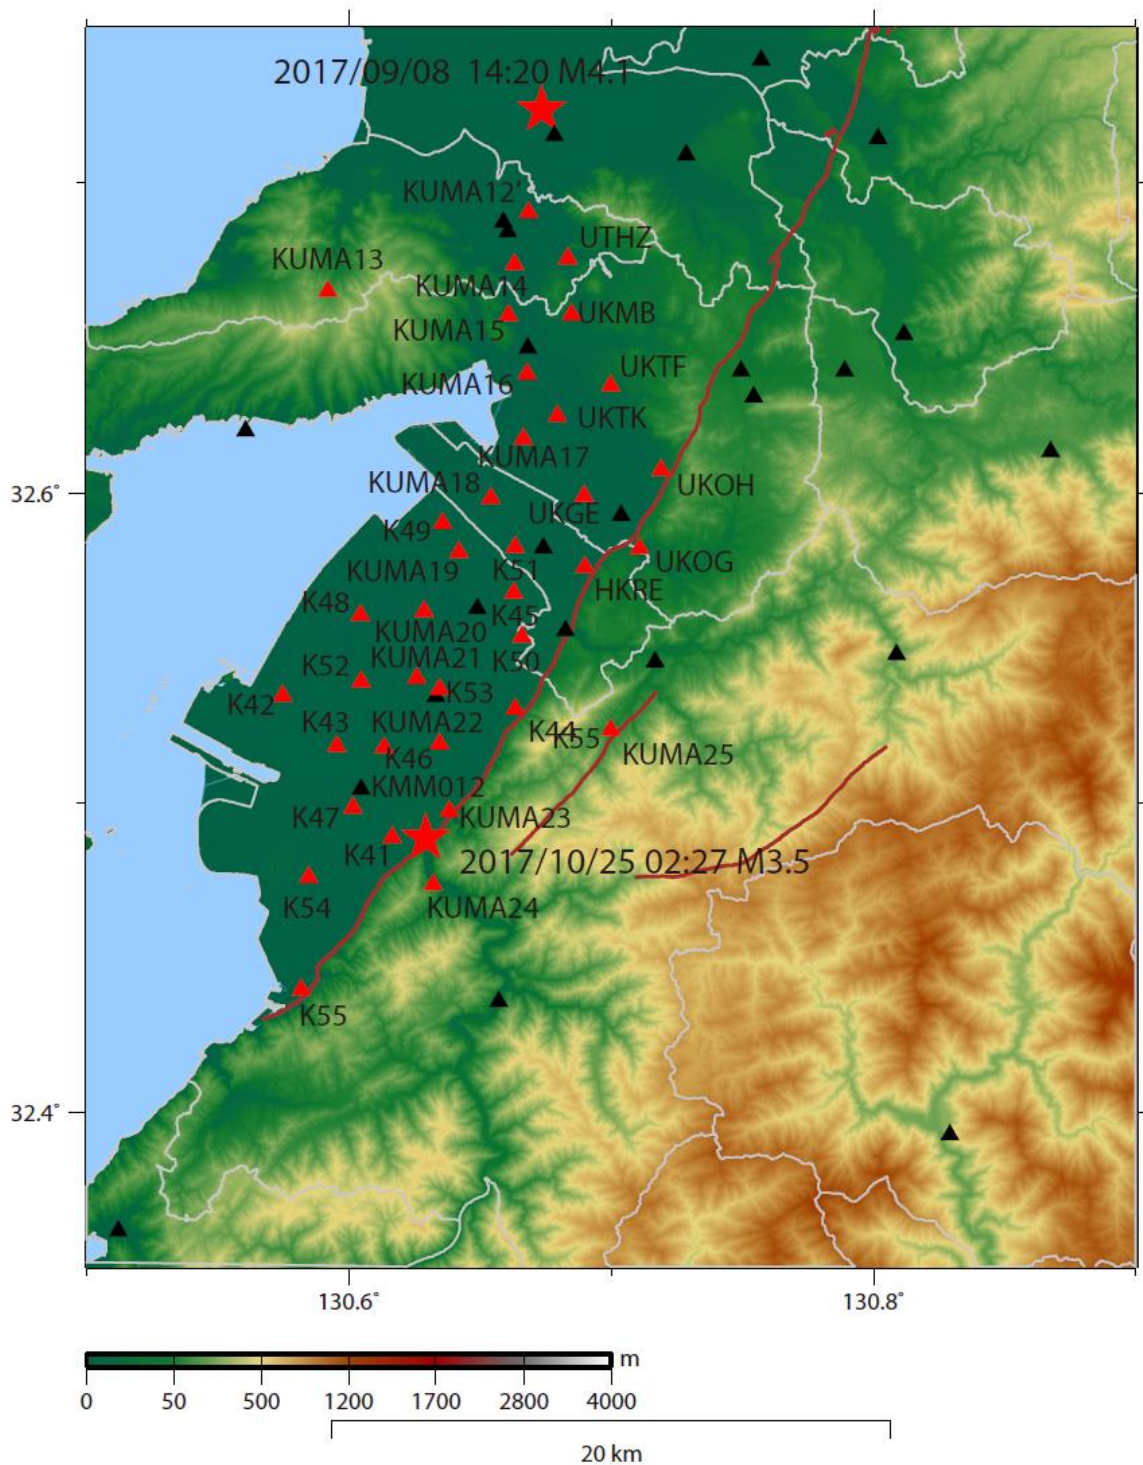 2017/09/08 14:20 M4.1
KUMA12'
UTHZ
KUMA13
KUMA14
UKMB
KUMA15
UKTF
KUMA16
UKTK
KUMA17
KUMA18
UKOH
32.6°
UKGE
K49
UKOG
KUMA19
K51
HKRE
K48
K45
KUMA20
KUMA21
K50
K52
K53
K42
K43
KUMA22
K44
K55
KUMA25
K46
KMM012
K47
KUMA23
K41
2017/10/25 02:27 M3.5
K54
KUMA24
K55
32.4°
130.6°
130.8°
m
0 50 500 1200 1700 2800 4000
20 km